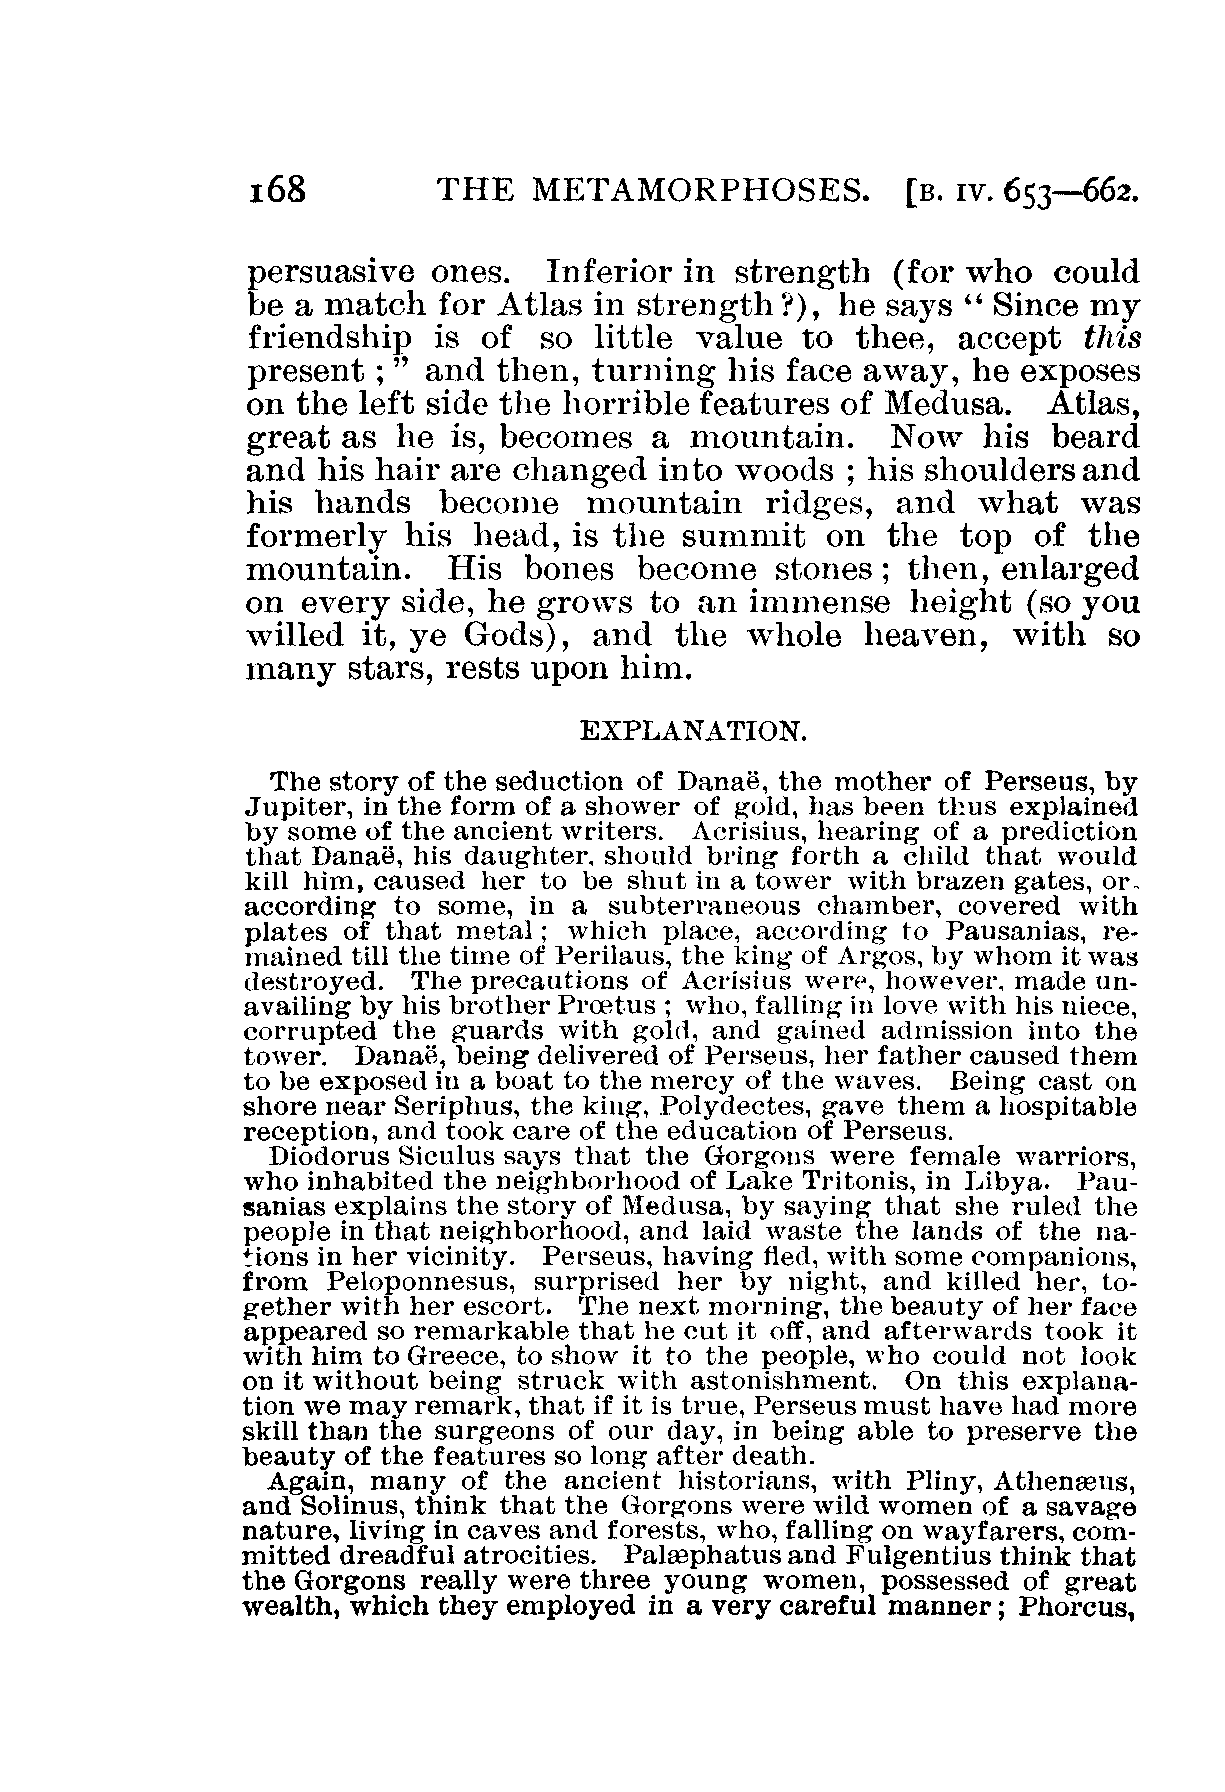 168 THE METAMORPHOSES. [B. IV. 653—662.
persuasive ones. Inferior in strength (for who could
be a match for Atlas in strength?), he says “ Since my
friendship is of so little value to thee, accept this
present ; ” and then, turning his face away, he exposes
on the left side the horrible features of Medusa. Atlas,
great as he is, becomes a mountain. Now his beard
and his hair are changed into woods ; his shoulders and
his hands become mountain ridges, and what was
formerly his head, is the summit on the top of the
mountain. His bones become stones ; then, enlarged
on every side, he grows to an immense height (so you
willed it, ye Gods), and the whole heaven, with so
many stars, rests upon him.
EXPLANATION.
The story of the seduction of Danaë, the mother of Perseus, by
Jupiter, in the form of a shower of gold, has been thus explained
by some of the ancient writers. Acrisius, hearing of a prediction
that Danaë, his daughter, should bring forth a child that would
kill him, caused her to be shut in a tower with brazen gates, or,
according to some, in a subterraneous chamber, covered with
plates of that metal ; which place, according to Pausanias, re-
mained till the time of Perilaus, the king of Argos, by whom it was
destroyed. The precautions of Acrisius were, however, made un-
availing by his brother Prœtus ; who, falling in love with his niece,
corrupted the guards with gold, and gained admission into the
tower. Danaë, being delivered of Perseus, her father caused them
to be exposed in a boat to the mercy of the waves. Being cast on
shore near Seriphus, the king, Polydectes, gave them a hospitable
reception, and took care of the education of Perseus.
Diodorus Siculus says that the Gorgons were female warriors,
who inhabited the neighborhood of Lake Tritonis, in Libya. Pau-
sanias explains the story of Medusa, by saying that she ruled the
people in that neighborhood, and laid waste the lands of the na-
tions in her vicinity. Perseus, having fled, with some companions,
from Peloponnesus, surprised her by night, and killed her, to-
gether with her escort. The next morning, the beauty of her face
appeared so remarkable that he cut it off, and afterwards took it
with him to Greece, to show it to the people, who could not look
on it without being struck with astonishment. On this explana-
tion we may remark, that if it is true, Perseus must have had more
skill than the surgeons of our day, in being able to preserve the
beauty of the features so long after death.
Again, many of the ancient historians, with Pliny, Athenæus,
and Solinus, think that the Gorgons were wild women of a savage
nature, living in caves and forests, who, falling on wayfarers, com-
mitted dreadful atrocities. Palæphatus and Fulgentius think that
the Gorgons really were three young women, possessed of great
wealth, which they employed in a very careful manner ; Phorcus,